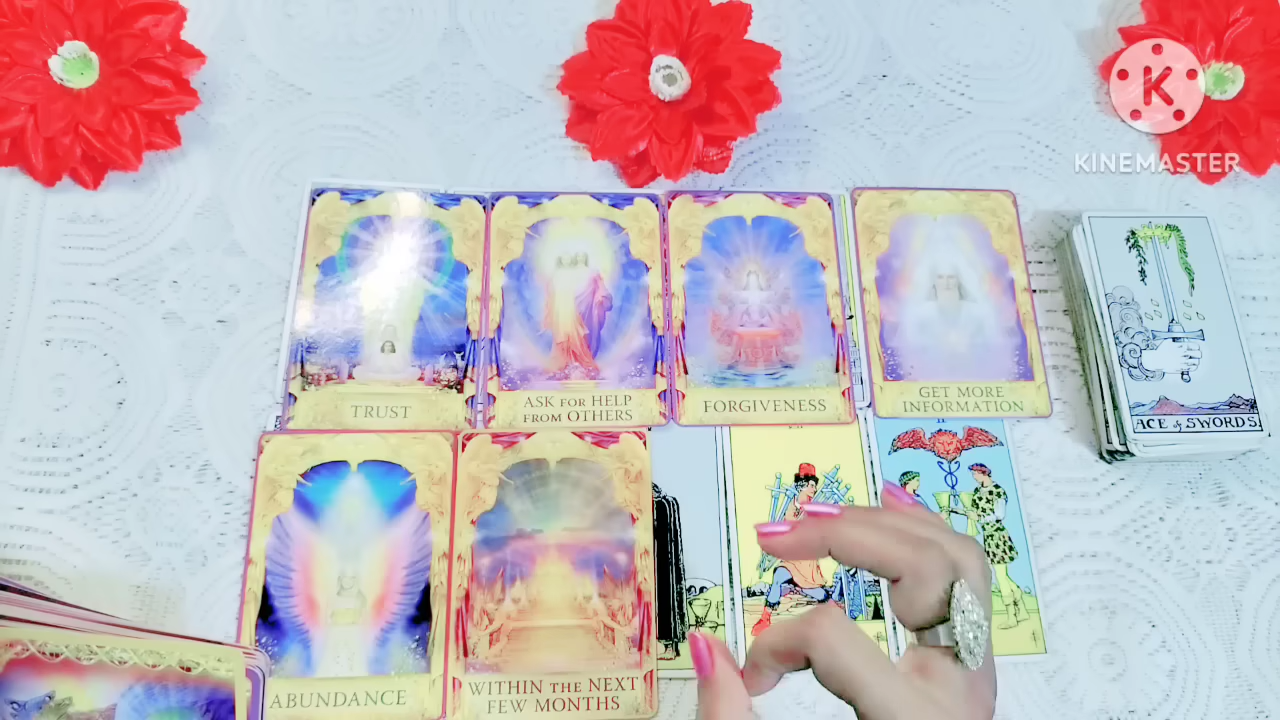 K
KINEMASTER
TRUST
ASK FOR HELP
FROM OTHERS
FORGIVENESS
GET MORE
INFORMATION
ACE of SWORDS.
II
ABUNDANCE
WITHIN THE NEXT
FEW MONTHS